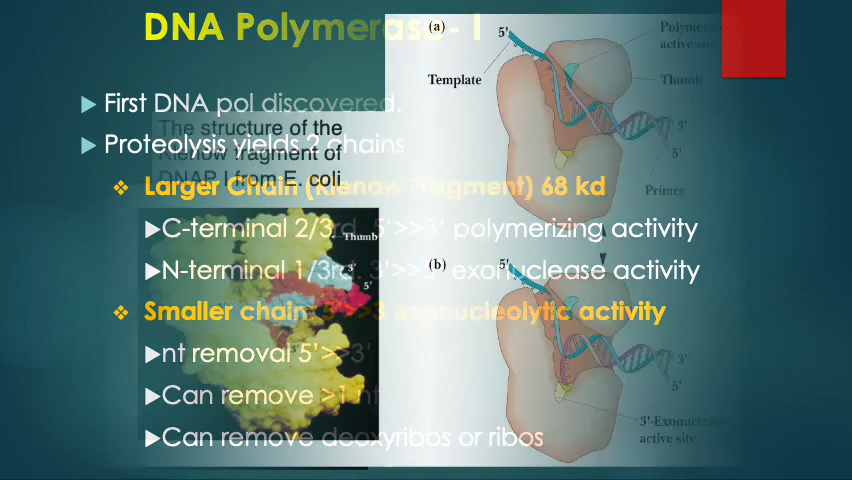 DNA Polymerase- I
First DNA pol discovered.
Proteolysis yields 2 chains
Larger Chain (Klenow Fragment) 68 kd
C-terminal 2/3rd. 5'>>3' polymerizing activity
N-terminal 1/3rd. 3'>>5' exonuclease activity
Smaller chain: 5'>>3 exonucleolytic activity
nt removal 5'>>3'
Can remove >1 nt
Can remove deoxyribos or ribos
The structure of the
Klenow fragment of
DNAP I from E. coli
Thumb
3'
5'
(a)
5'
Template
Polymerase
active site
Thumb
3'
5'
Primer
(b)
5'
3'
5'
3'-Exonuclease
active site